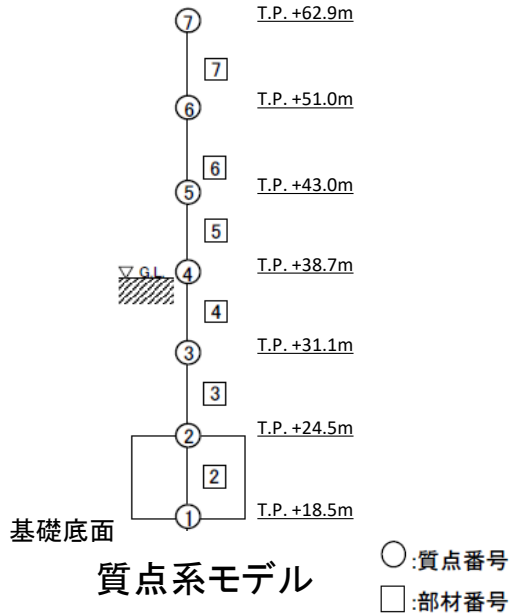 ⑦ T.P. +62.9m
7
⑥ T.P. +51.0m
6
⑤ T.P. +43.0m
5
▽ G.L. ④ T.P. +38.7m
4
③ T.P. +31.1m
3
② T.P. +24.5m
2
① T.P. +18.5m
基礎底面
質点系モデル
○:質点番号
□:部材番号